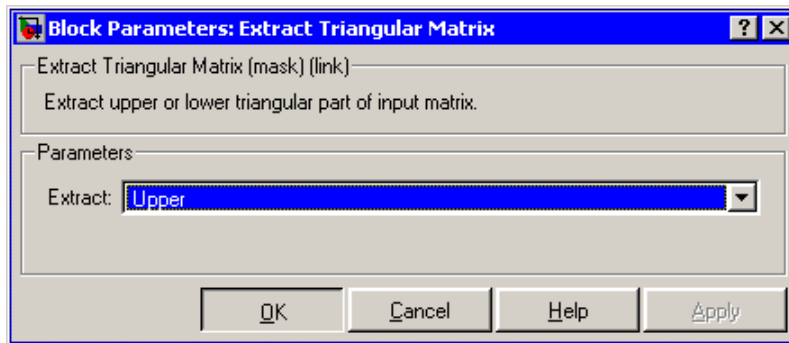 Block Parameters: Extract Triangular Matrix
Extract Triangular Matrix (mask) (link)
Extract upper or lower triangular part of input matrix.
Parameters
Extract: Upper
OK Cancel Help Apply